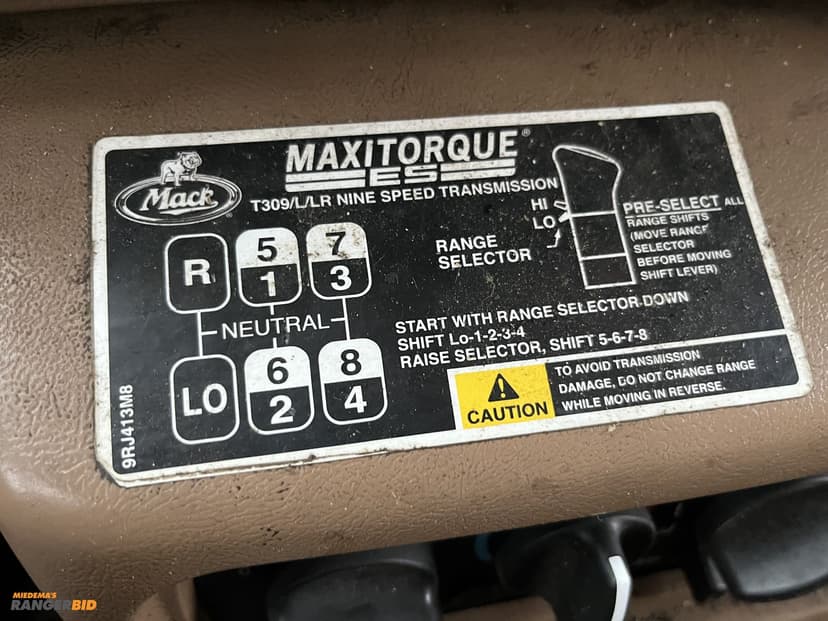 Mack
MAXITORQUE®
ES
T309/L/LR NINE SPEED TRANSMISSION
R
5
1
7
3
NEUTRAL
LO
6
2
8
4
HI
LO
RANGE
SELECTOR
PRE-SELECT ALL
RANGE SHIFTS
(MOVE RANGE
SELECTOR
BEFORE MOVING
SHIFT LEVER)
START WITH RANGE SELECTOR DOWN
SHIFT Lo-1-2-3-4
RAISE SELECTOR, SHIFT 5-6-7-8
CAUTION
TO AVOID TRANSMISSION
DAMAGE, DO NOT CHANGE RANGE
WHILE MOVING IN REVERSE.
9RJ413M8
MIEDEMA'S
RANGERBID